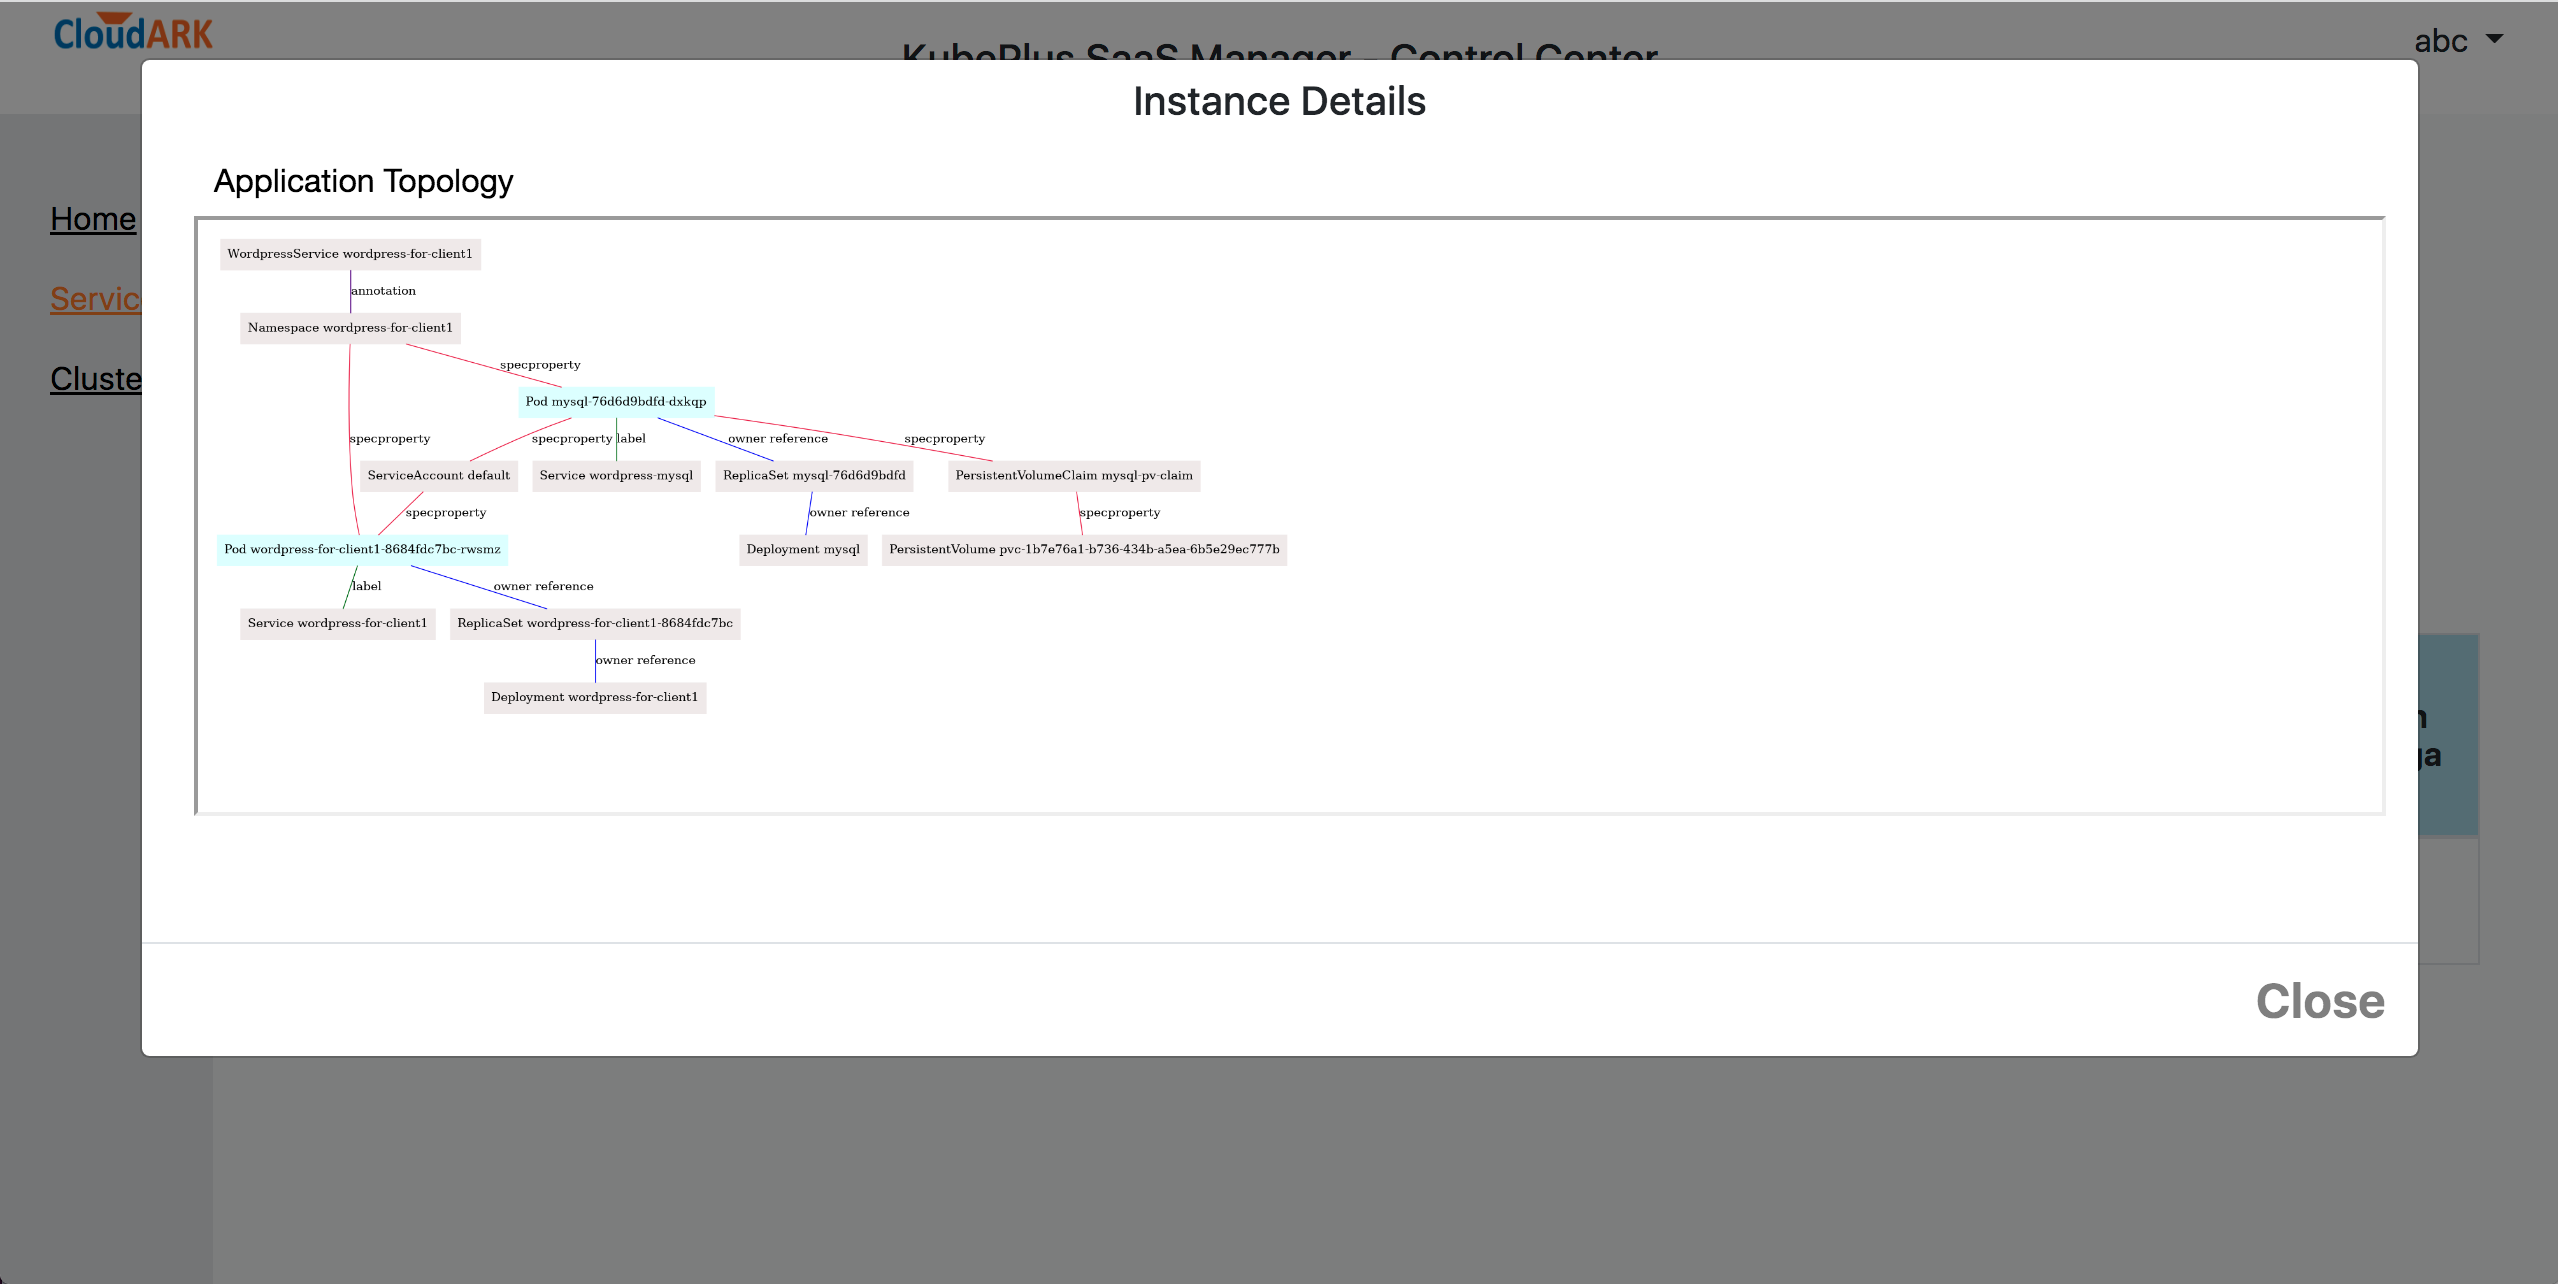 CloudARK
KubePlus SaaS Manager - Control Center
abc
Instance Details
Application Topology
Home
Servic
Cluste
WordpressService wordpress-for-client1
annotation
Namespace wordpress-for-client1
specproperty
Pod mysql-76d6d9bdfd-dxkqp
specproperty
specproperty
label
owner reference
specproperty
ServiceAccount default
Service wordpress-mysql
ReplicaSet mysql-76d6d9bdfd
PersistentVolumeClaim mysql-pv-claim
specproperty
owner reference
specproperty
Pod wordpress-for-client1-8684fdc7bc-rwsmz
Deployment mysql
PersistentVolume pvc-1b7e76a1-b736-434b-a5ea-6b5e29ec777b
label
owner reference
Service wordpress-for-client1
ReplicaSet wordpress-for-client1-8684fdc7bc
owner reference
Deployment wordpress-for-client1
Close